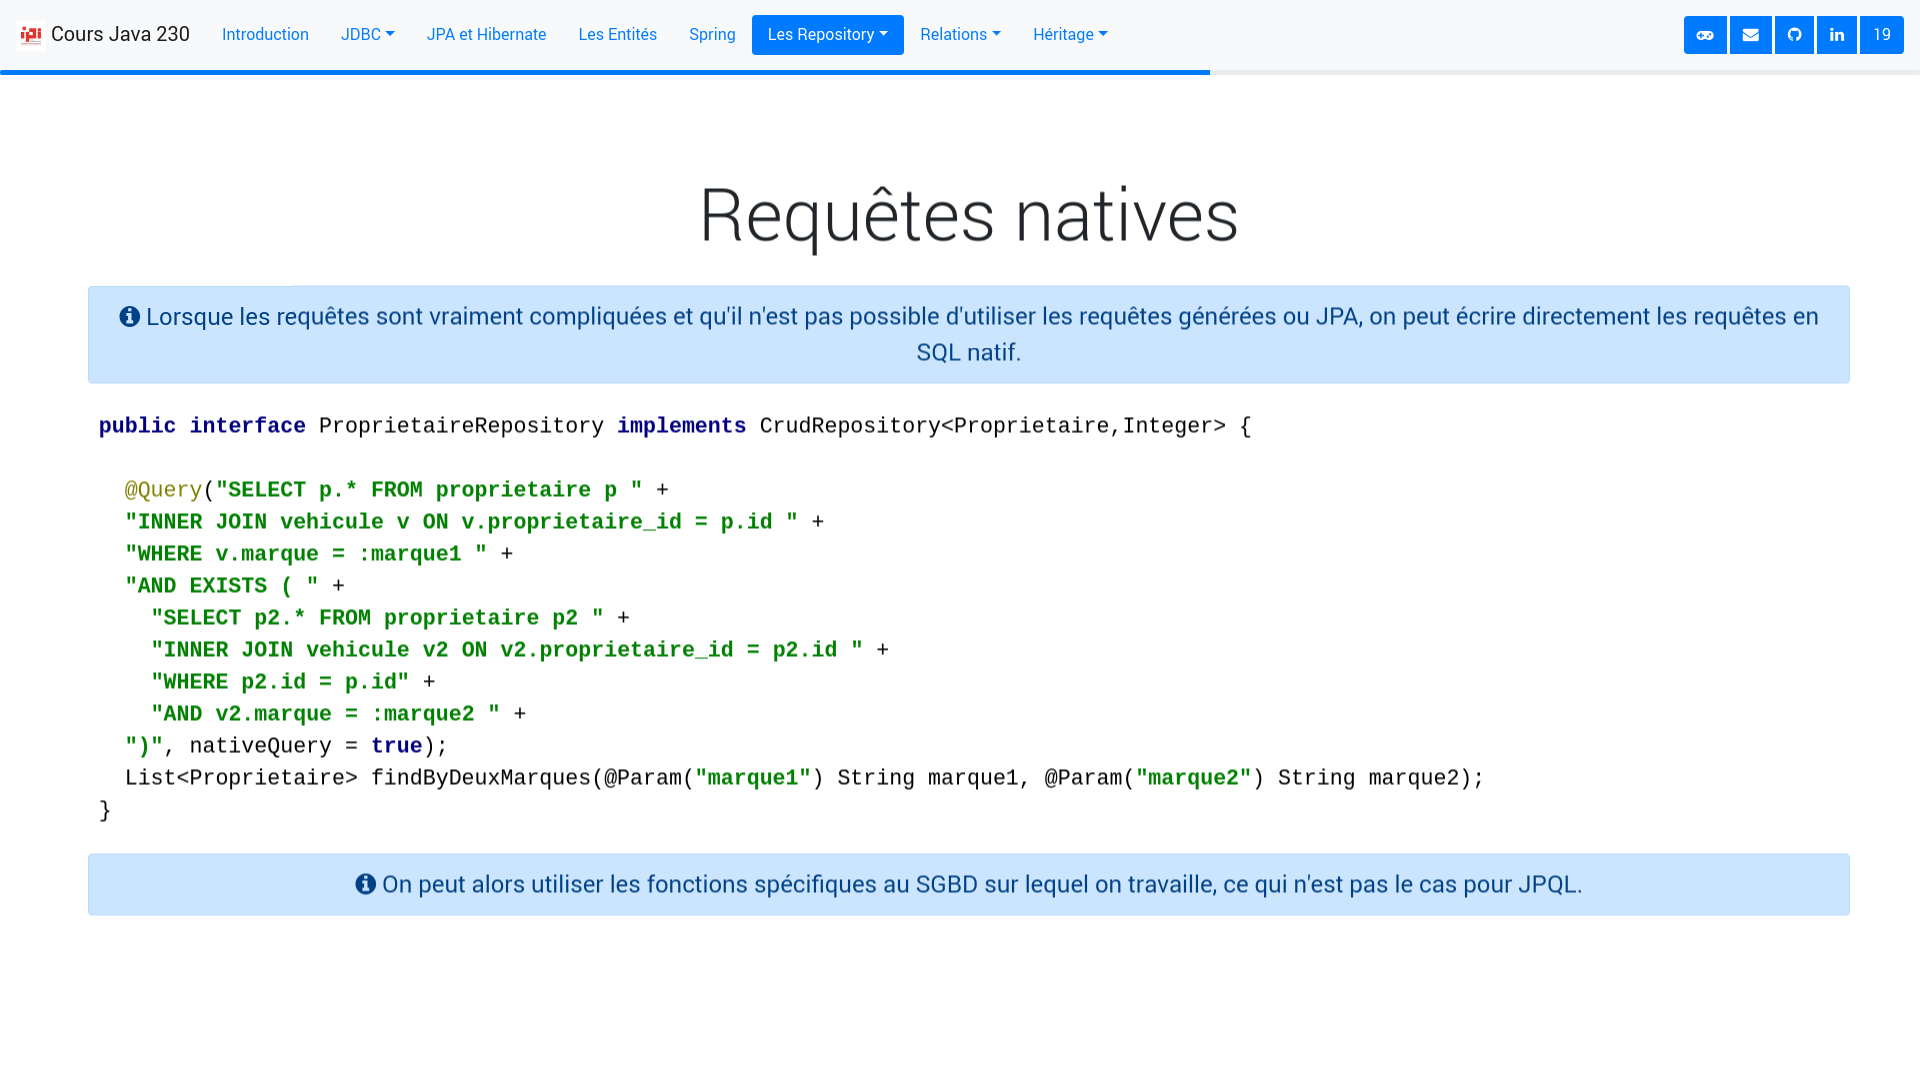 ipi Cours Java 230 Introduction JDBC JPA et Hibernate Les Entités Spring Les Repository Relations Héritage in 19
Requêtes natives
Lorsque les requêtes sont vraiment compliquées et qu'il n'est pas possible d'utiliser les requêtes générées ou JPA, on peut écrire directement les requêtes en
SQL natif.
public interface ProprietaireRepository implements CrudRepository<Proprietaire,Integer> {
@Query("SELECT p.* FROM proprietaire p " +
"INNER JOIN vehicule v ON v.proprietaire_id = p.id " +
"WHERE v.marque = :marque1 " +
"AND EXISTS ( " +
"SELECT p2.* FROM proprietaire p2 " +
"INNER JOIN vehicule v2 ON v2.proprietaire_id = p2.id " +
"WHERE p2.id = p.id" +
"AND v2.marque = :marque2 " +
")", nativeQuery = true);
List<Proprietaire> findByDeuxMarques(@Param("marque1") String marque1, @Param("marque2") String marque2);
}
On peut alors utiliser les fonctions spécifiques au SGBD sur lequel on travaille, ce qui n'est pas le cas pour JPQL.